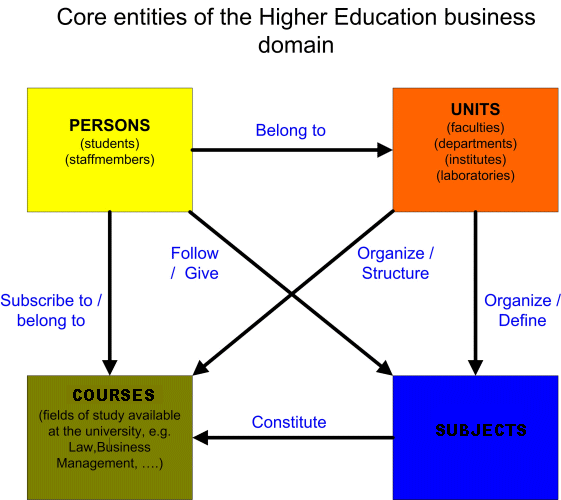 Core entities of the Higher Education business
domain
PERSONS
(students)
(staffmembers)
Belong to
UNITS
(faculties)
(departments)
(institutes)
(laboratories)
Follow
/ Give
Organize /
Structure
Subscribe to /
belong to
Organize /
Define
COURSES
(fields of study available
at the university, e.g.
Law,Business
Management, ….)
Constitute
SUBJECTS